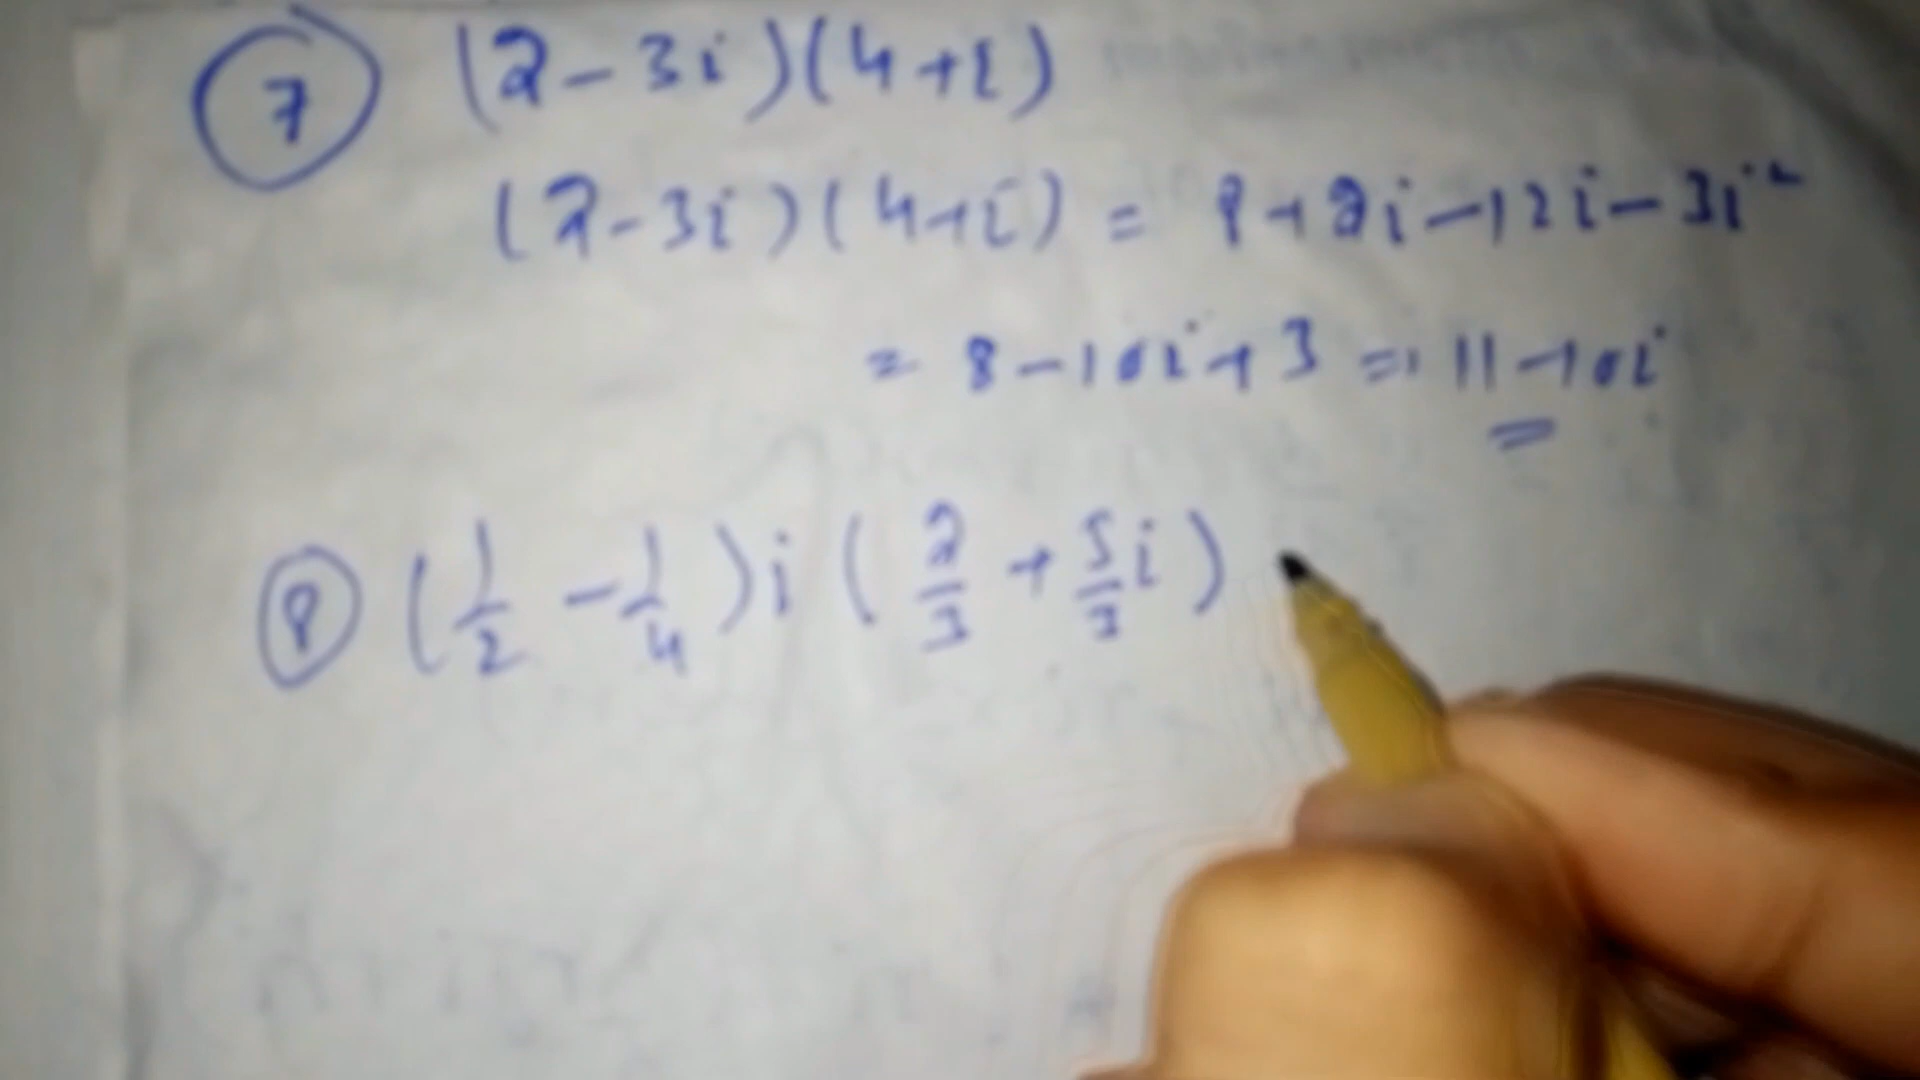 7 (2-3i)(4+i)
(2-3i)(4+i) = 8+2i-12i-3i²
= 8-10i+3 = 11-10i
8 (1/2 - 1/4)i (2/3 + 5/3 i)